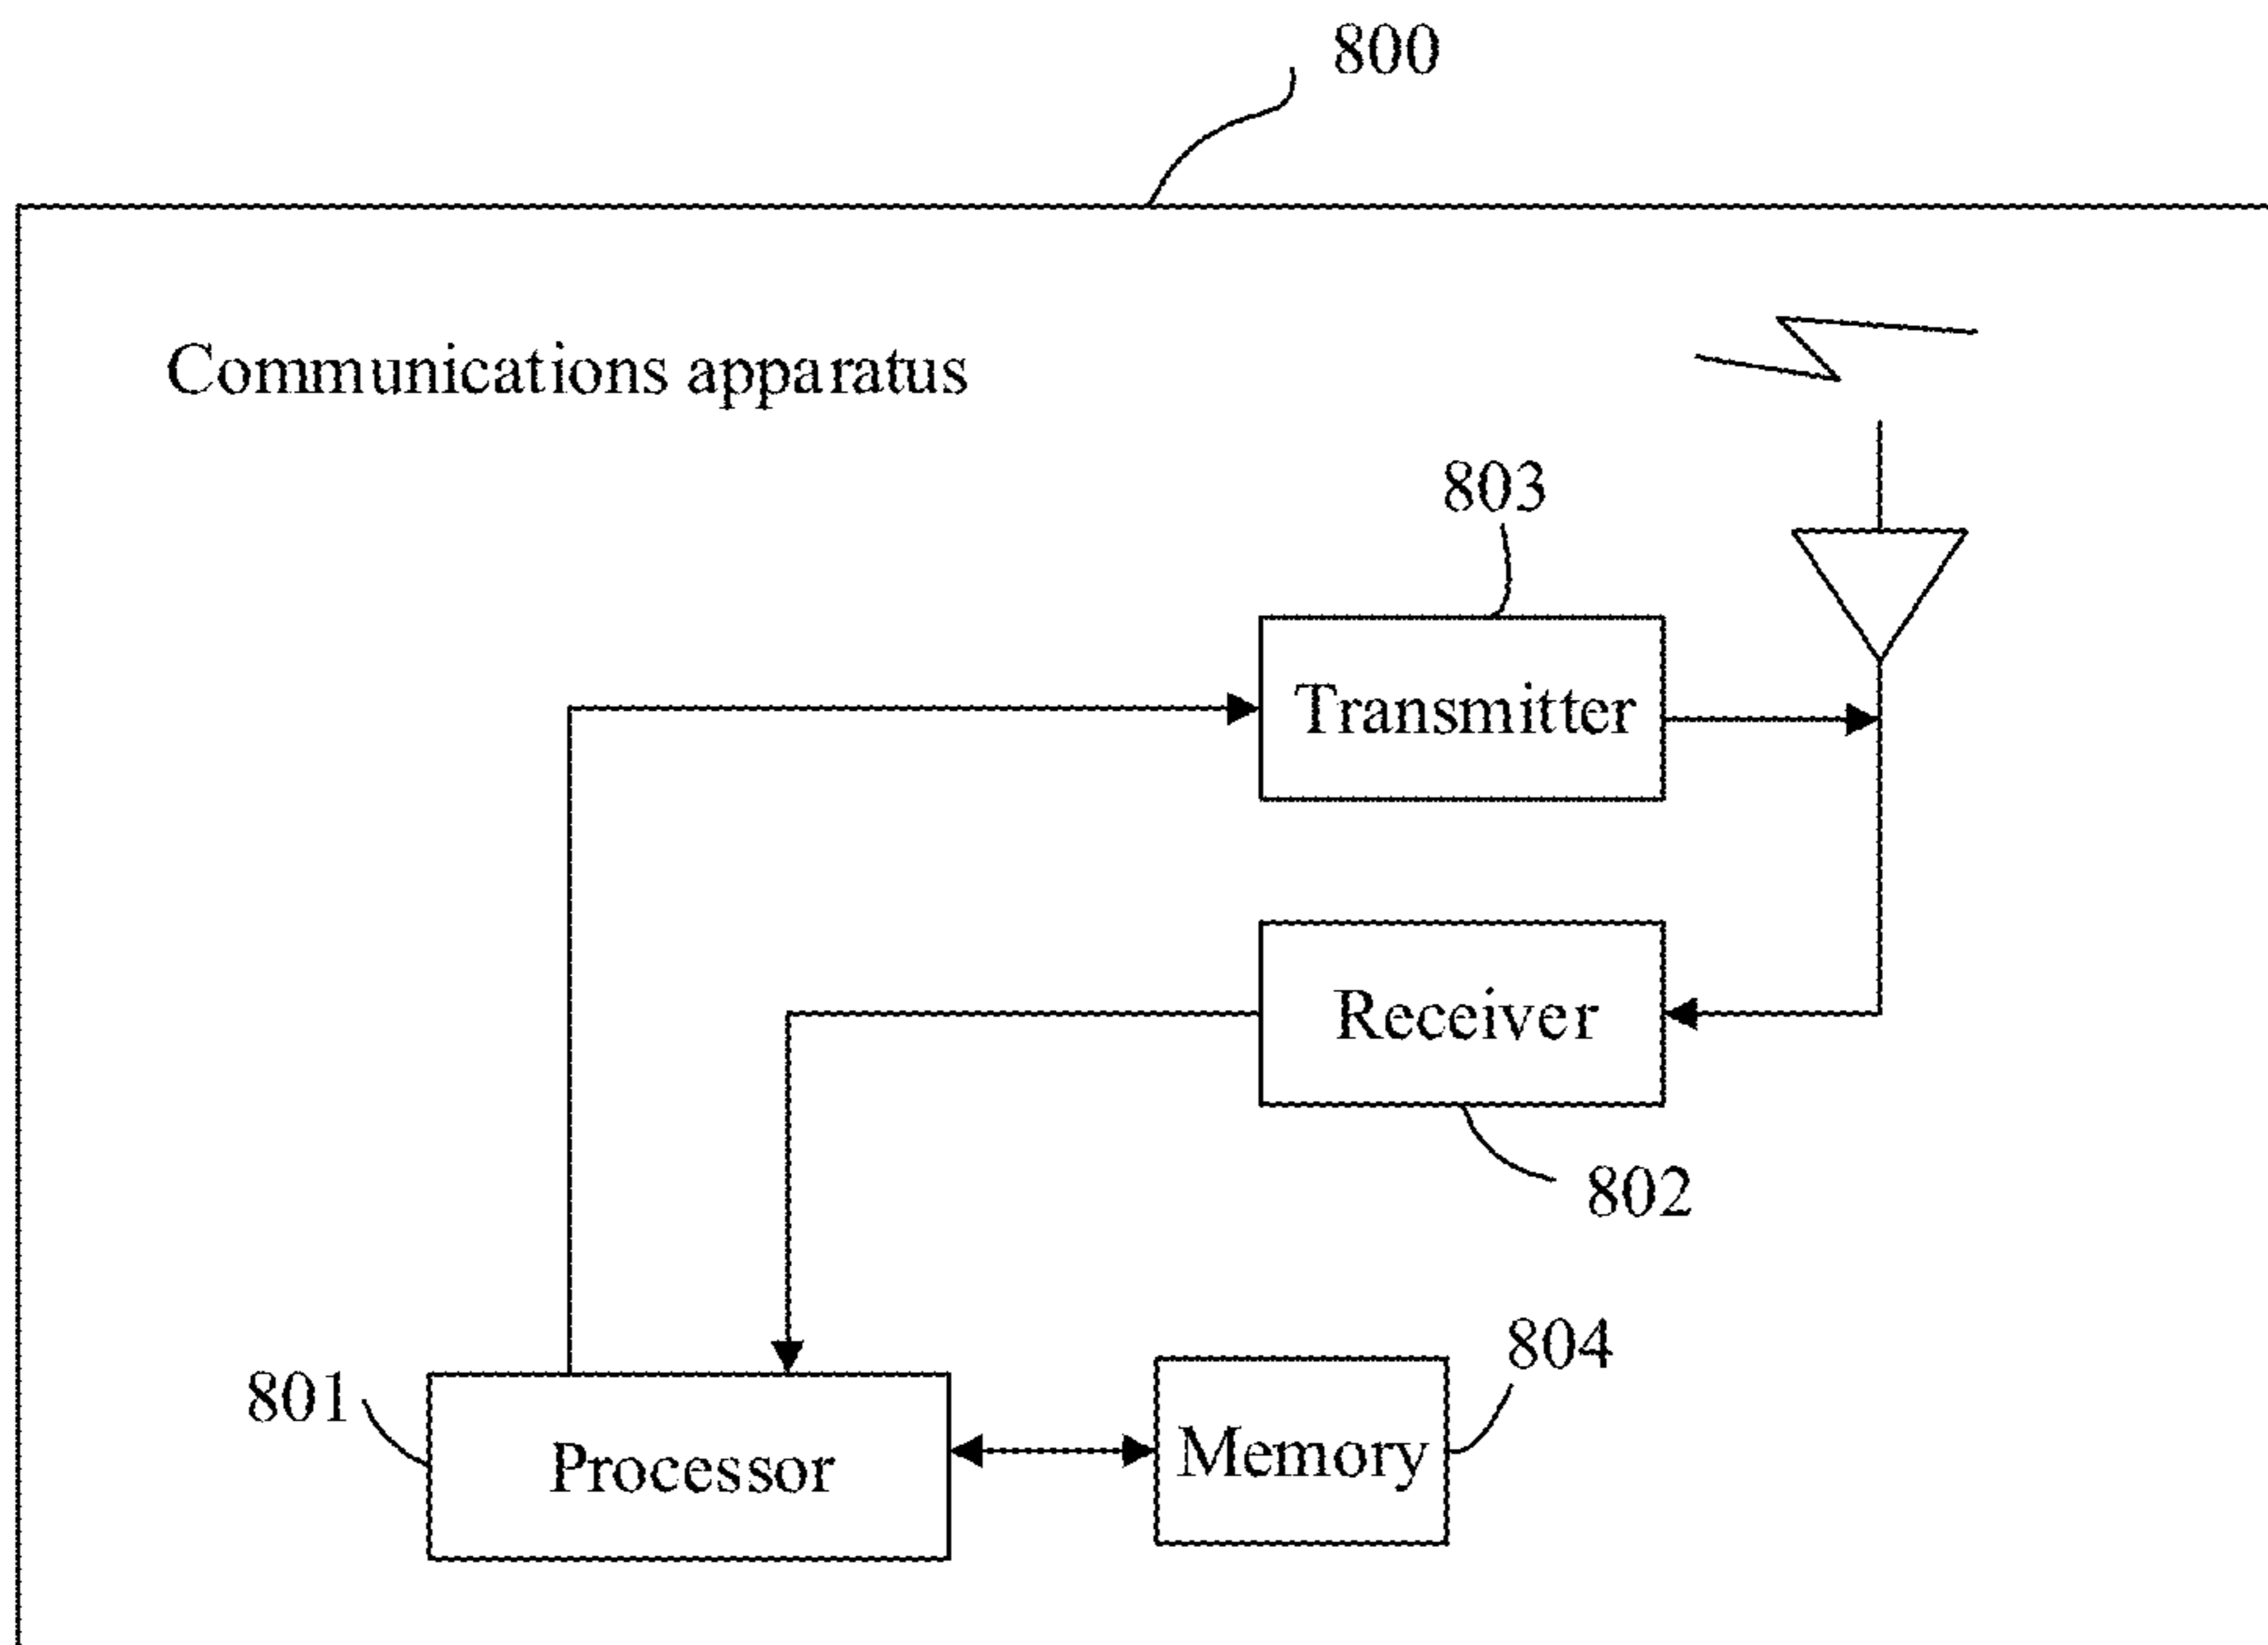 800
Communications apparatus
803
Transmitter
Receiver
802
804
801
Memory
Processor